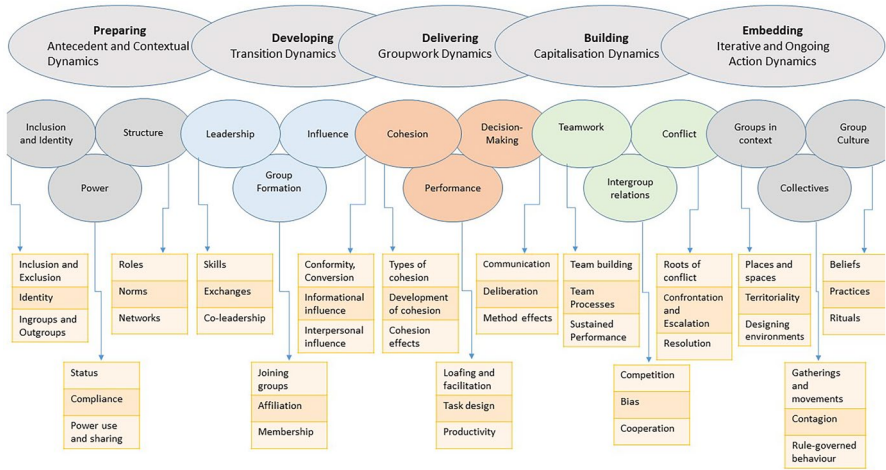 Preparing
Antecedent and Contextual
Dynamics
Developing
Transition Dynamics
Delivering
Groupwork Dynamics
Building
Capitalisation Dynamics
Embedding
Iterative and Ongoing
Action Dynamics
Inclusion
and Identity
Structure
Power
Leadership
Influence
Group
Formation
Cohesion
Decision-
Making
Performance
Teamwork
Conflict
Intergroup
relations
Groups in
context
Group
Culture
Collectives
Inclusion and
Exclusion
Identity
Ingroups and
Outgroups
Roles
Norms
Networks
Skills
Exchanges
Co-leadership
Conformity,
Conversion
Informational
influence
Interpersonal
influence
Types of
cohesion
Development
of cohesion
Cohesion
effects
Communication
Deliberation
Method effects
Team building
Team
Processes
Sustained
Performance
Roots of
conflict
Confrontation
and
Escalation
Resolution
Places and
spaces
Territoriality
Designing
environments
Beliefs
Practices
Rituals
Status
Compliance
Power use
and sharing
Joining
groups
Affiliation
Membership
Loafing and
facilitation
Task design
Productivity
Competition
Bias
Cooperation
Gatherings
and
movements
Contagion
Rule-governed
behaviour